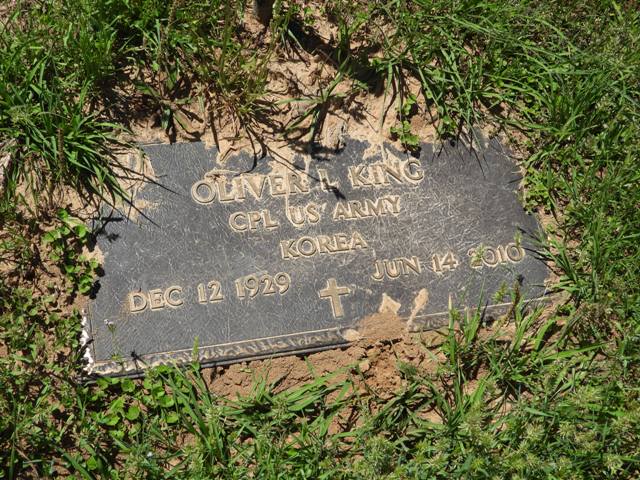 OLIVER L KING
CPL US ARMY
KOREA
DEC 12 1929 JUN 14 2010